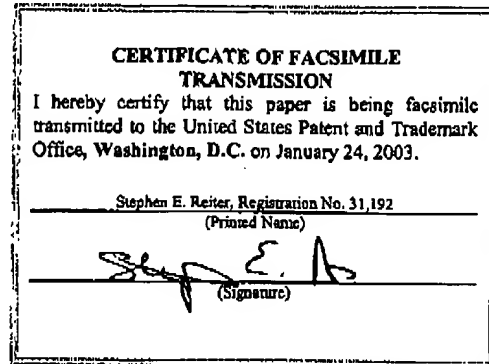 CERTIFICATE OF FACSIMILE
TRANSMISSION
I hereby certify that this paper is being facsimile
transmitted to the United States Patent and Trademark
Office, Washington, D.C. on January 24, 2003.
Stephen E. Reiter, Registration No. 31,192
(Printed Name)
E.
(Signature)